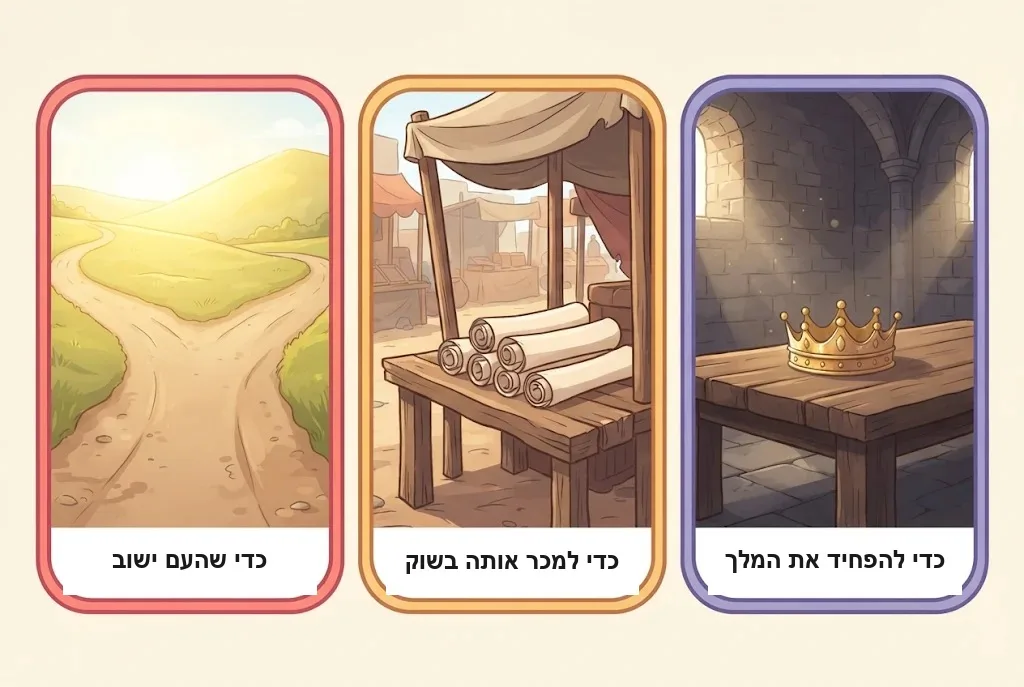 כדי להפחיד את המלך
כדי למכר אותה בשוק
כדי שהעם ישוב